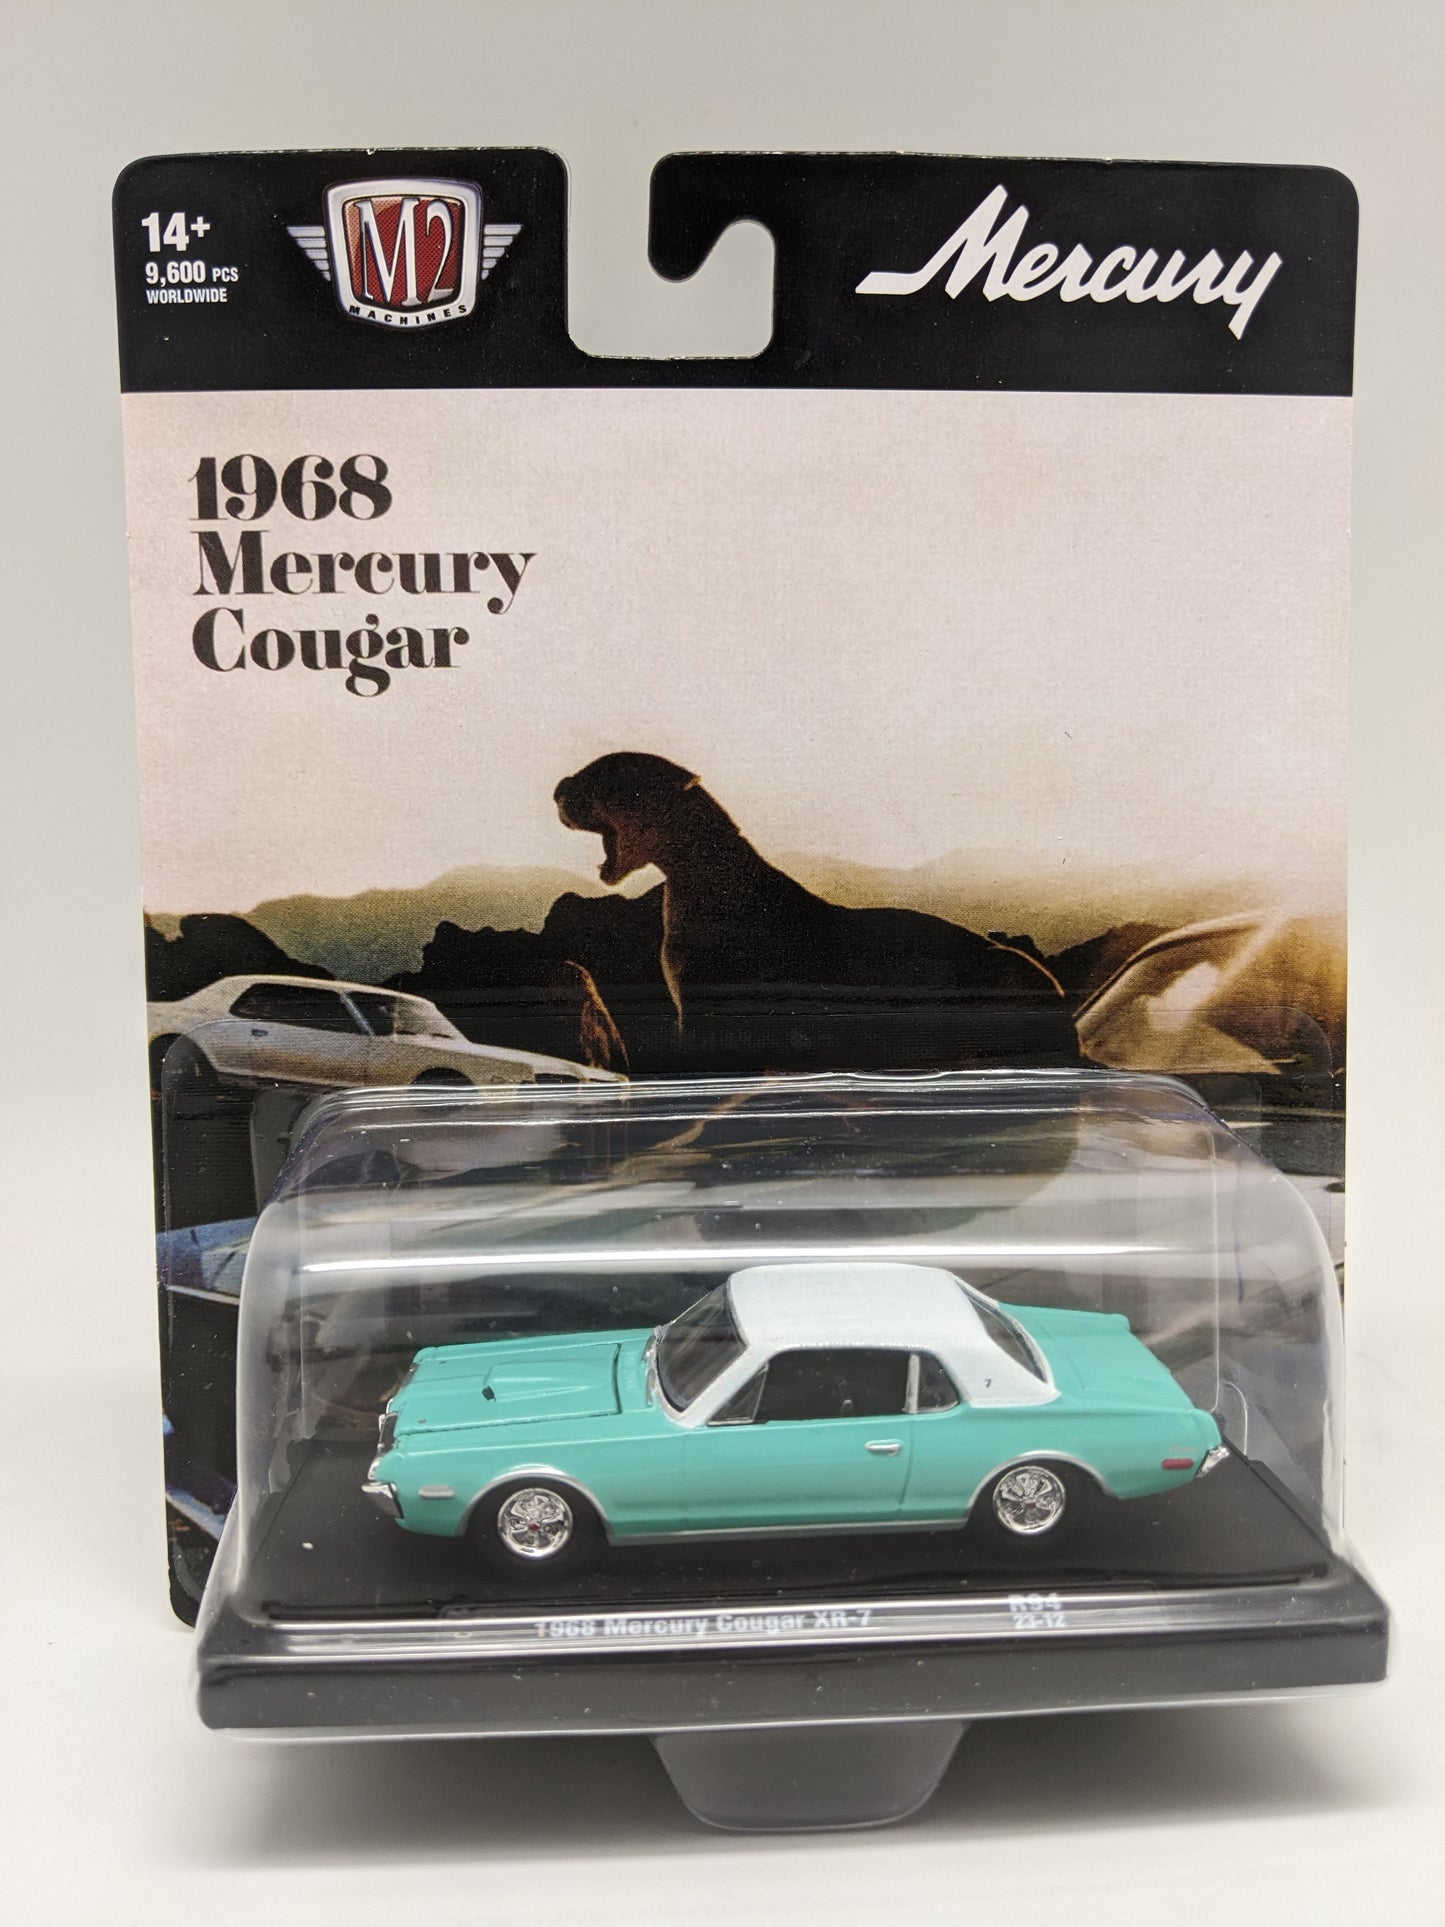 14+
9,600 PCS
WORLDWIDE
M2
MACHINES
Mercury
1968
Mercury
Cougar
7
1968 Mercury Cougar XR-7
R94
23-12